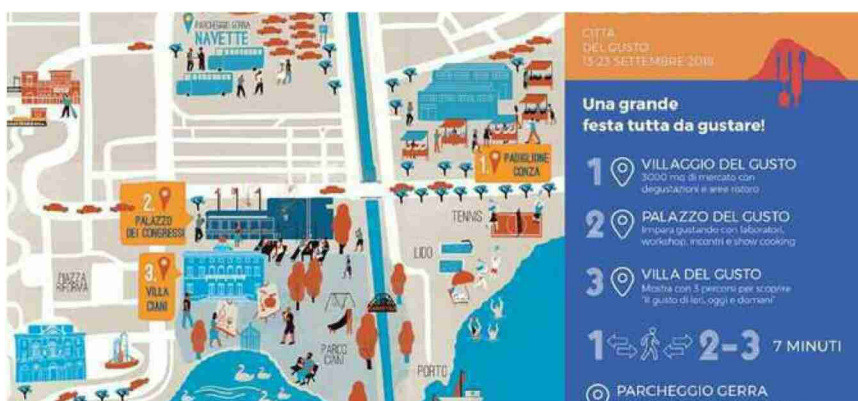 PARCHEGGIO GERRA
NAVETTE
1.
PADIGLIONE
CONZA
2.
PALAZZO
DEI CONGRESSI
3.
VILLA
CIANI
TENNIS
LIDO
PIAZZA
RIFORMA
PARCO
CIANI
PORTO
CITTÀ
DEL GUSTO
13-23 SETTEMBRE 2018
Una grande
festa tutta da gustare!
1 VILLAGGIO DEL GUSTO
3000 mq di mercato con
degustazioni e aree ristoro
2 PALAZZO DEL GUSTO
Impara gustando con laboratori,
workshop, incontri e show cooking
3 VILLA DEL GUSTO
Mostra con 3 percorsi per scoprire
"il gusto di ieri, oggi e domani"
1 2-3 7 MINUTI
PARCHEGGIO GERRA